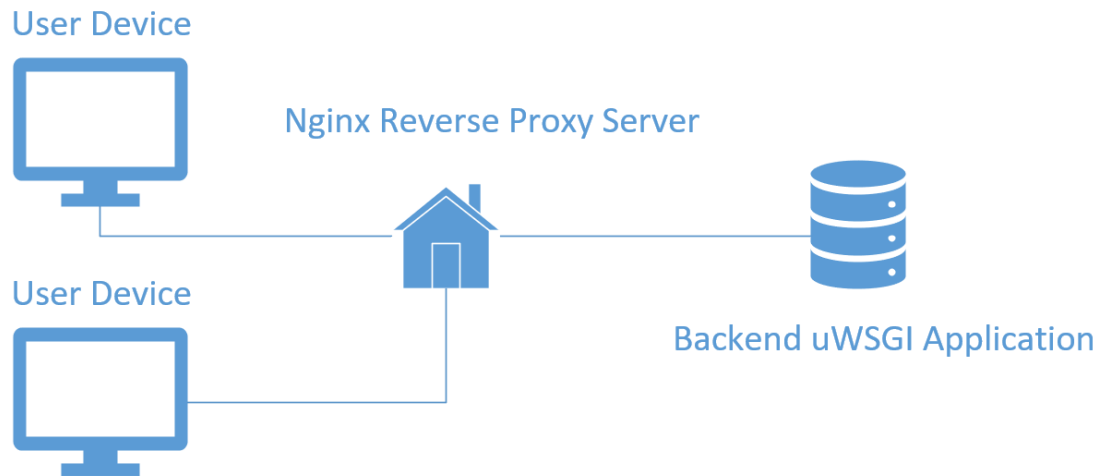 User Device
Nginx Reverse Proxy Server
User Device
Backend uWSGI Application